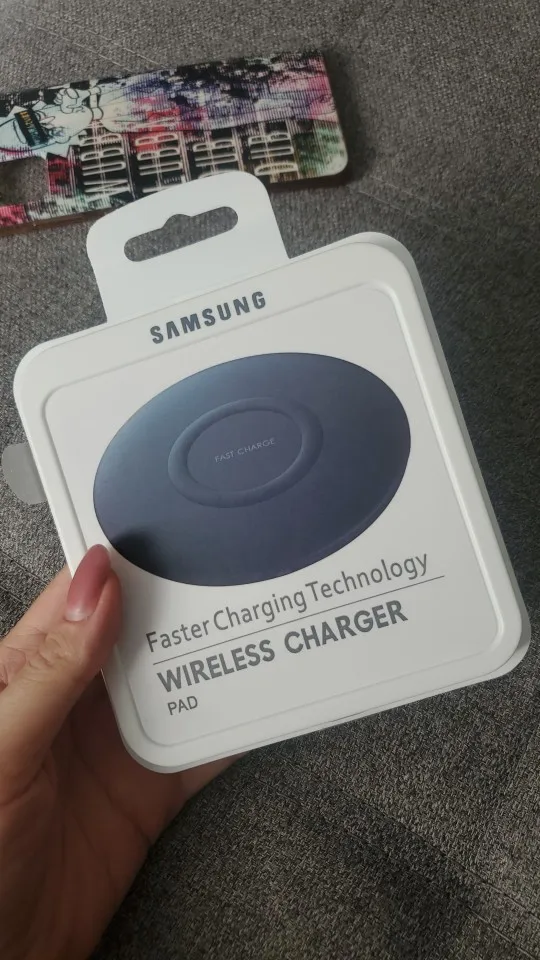 SAMSUNG
FAST CHARGE
Faster Charging Technology
WIRELESS CHARGER
PAD